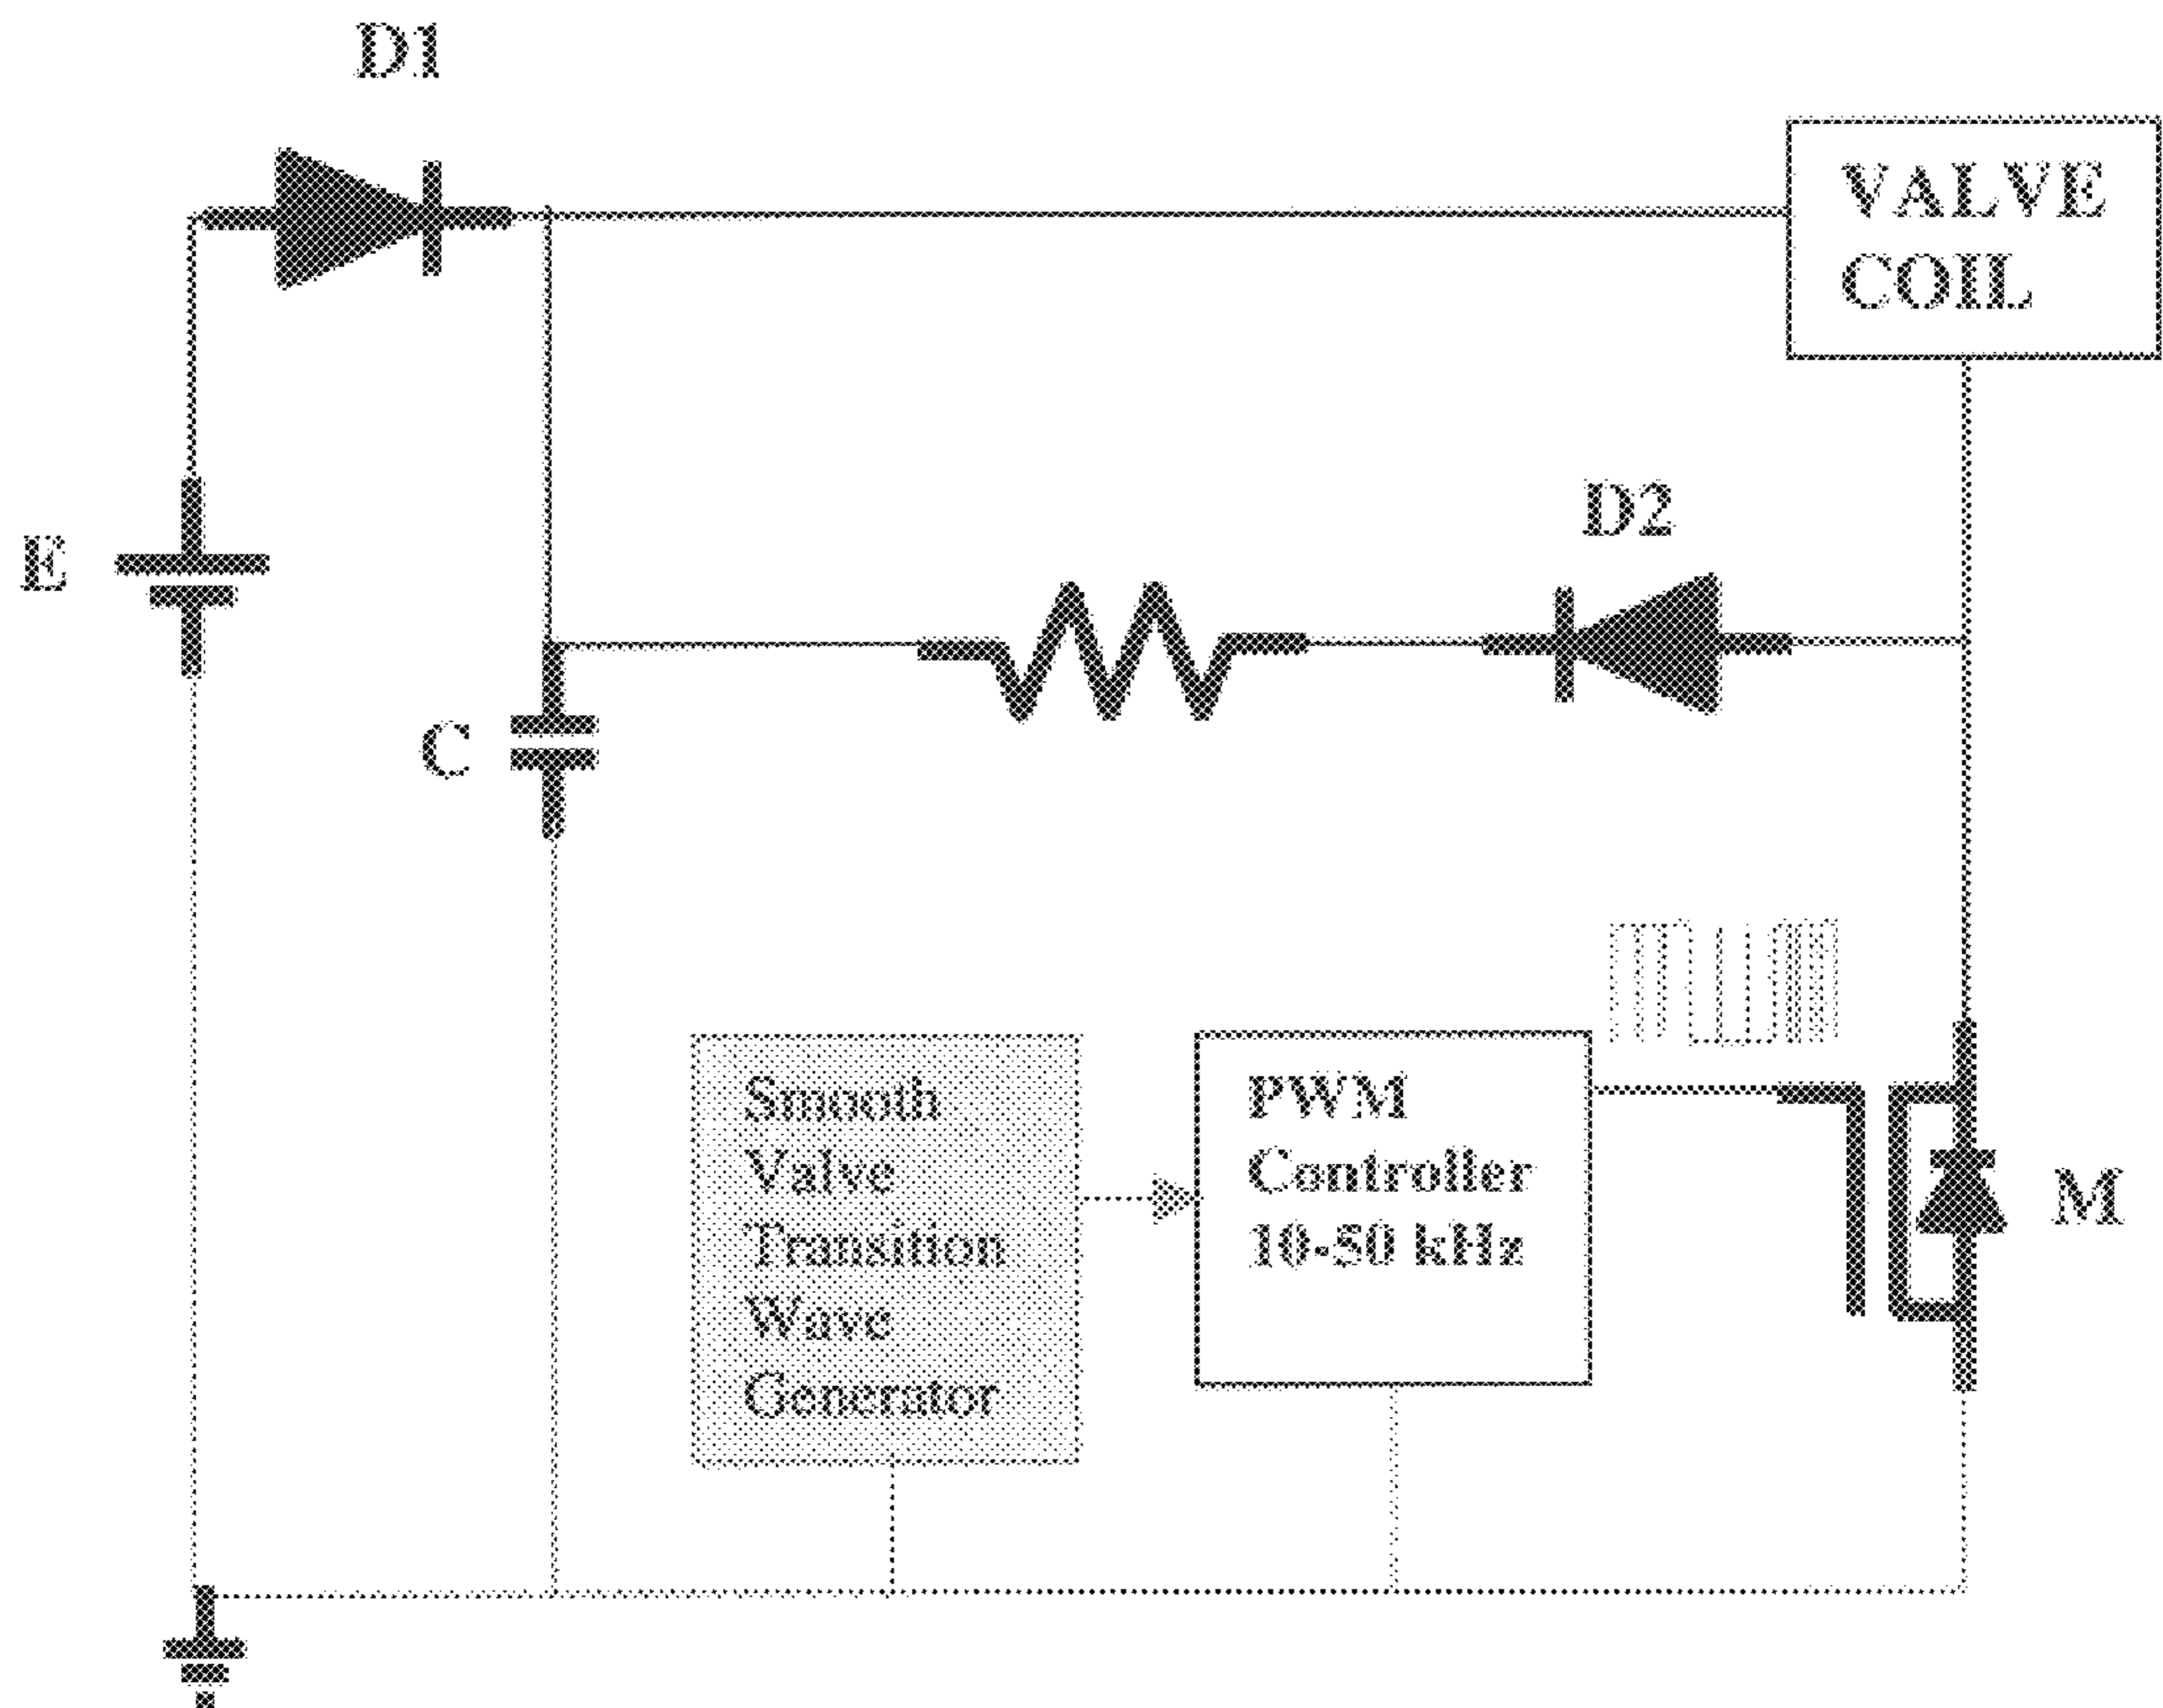 D1
VALVE
COIL
D2
E
C
Smooth
Valve
Transition
Wave
Generator
PWM
Controller
10-50 kHz
M